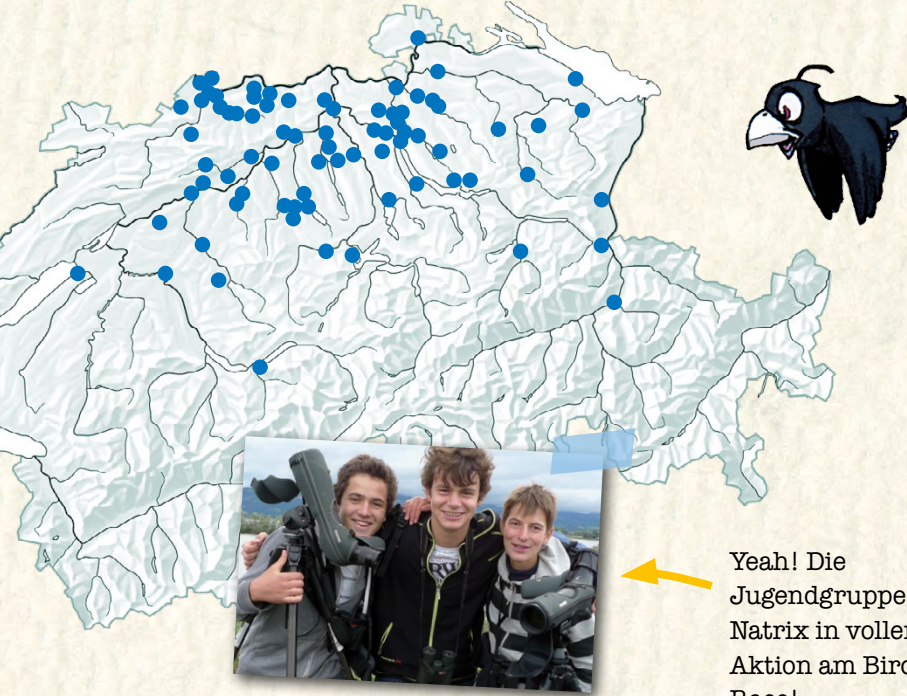 Yeah! Die
Jugendgruppe
Natrix in voller
Aktion am Bird